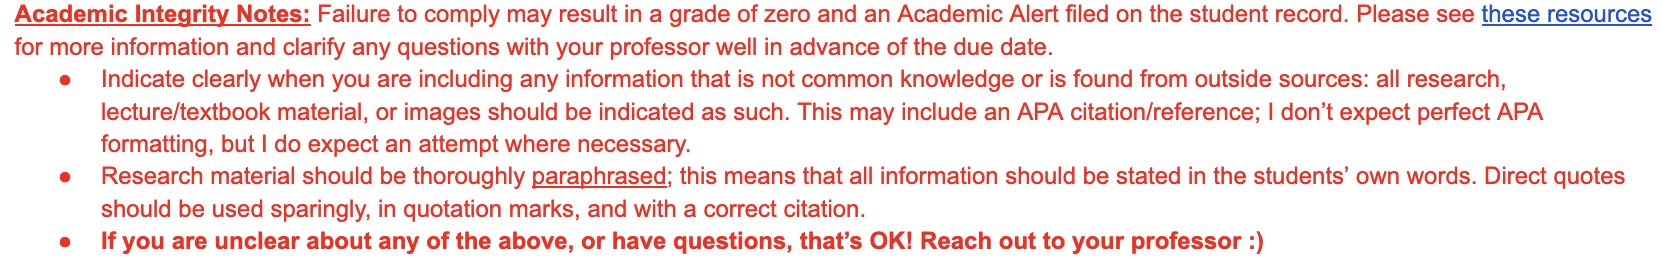 Academic Integrity Notes: Failure to comply may result in a grade of zero and an Academic Alert filed on the student record. Please see these resources
for more information and clarify any questions with your professor well in advance of the due date.
● Indicate clearly when you are including any information that is not common knowledge or is found from outside sources: all research,
lecture/textbook material, or images should be indicated as such. This may include an APA citation/reference; I don’t expect perfect APA
formatting, but I do expect an attempt where necessary.
● Research material should be thoroughly paraphrased; this means that all information should be stated in the students’ own words. Direct quotes
should be used sparingly, in quotation marks, and with a correct citation.
● If you are unclear about any of the above, or have questions, that’s OK! Reach out to your professor :)